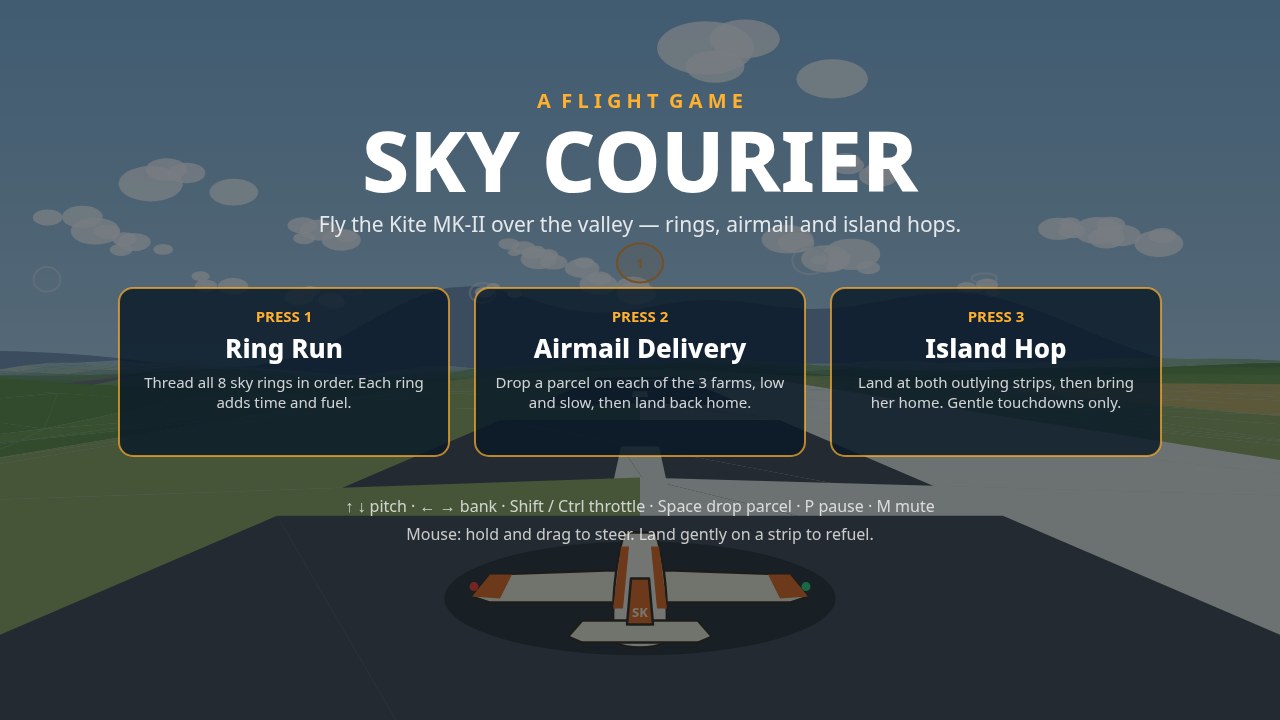 A FLIGHT GAME
SKY COURIER
Fly the Kite MK-II over the valley — rings, airmail and island hops.
1
PRESS 1
Ring Run
Thread all 8 sky rings in order. Each ring
adds time and fuel.
PRESS 2
Airmail Delivery
Drop a parcel on each of the 3 farms, low
and slow, then land back home.
PRESS 3
Island Hop
Land at both outlying strips, then bring
her home. Gentle touchdowns only.
↑ ↓ pitch · ← → bank · Shift / Ctrl throttle · Space drop parcel · P pause · M mute
Mouse: hold and drag to steer. Land gently on a strip to refuel.
SK